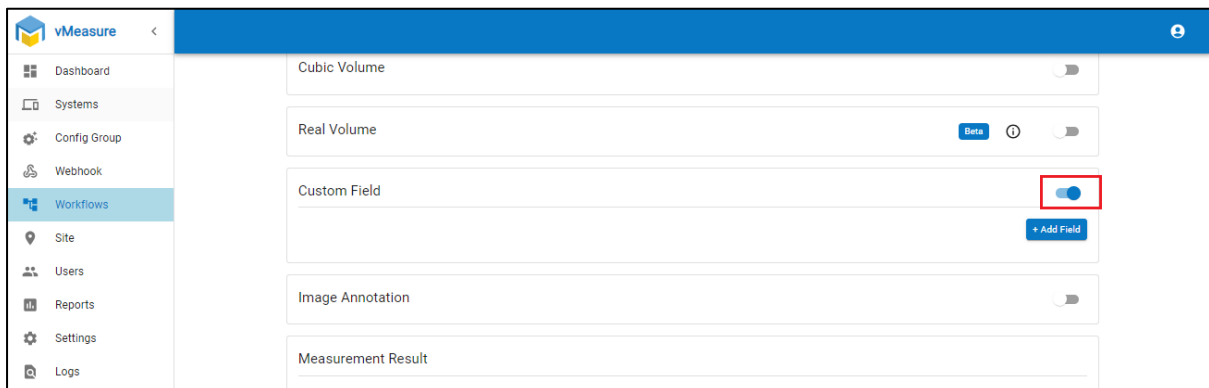 vMeasure
Dashboard
Systems
Config Group
Webhook
Workflows
Site
Users
Reports
Settings
Logs
Cubic Volume
Real Volume
Beta
Custom Field
+ Add Field
Image Annotation
Measurement Result